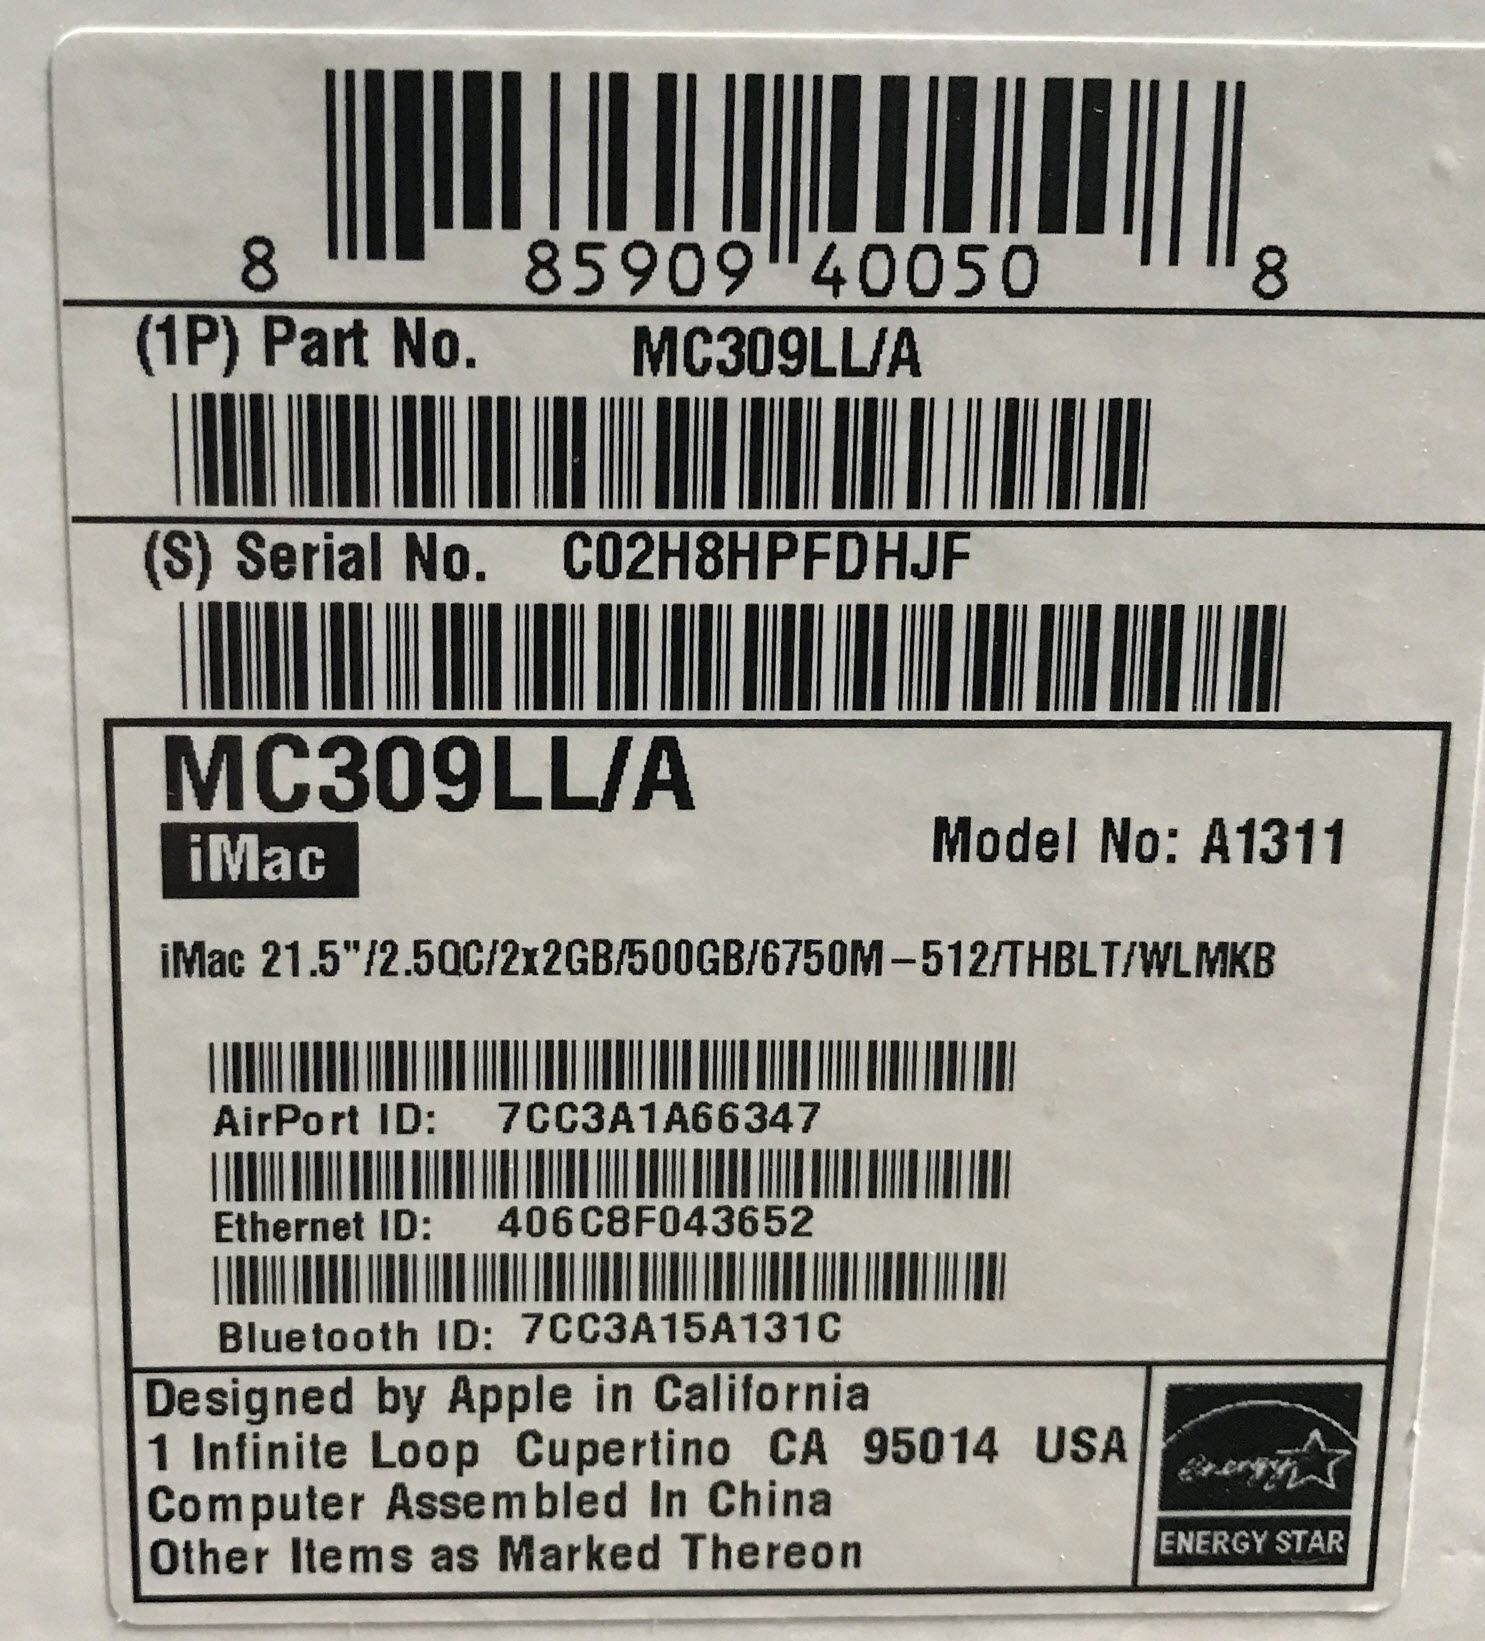 8 85909 40050 8
(1P) Part No. MC309LL/A
(S) Serial No. C02H8HPFDHJF
MC309LL/A
iMac
Model No: A1311
iMac 21.5"/2.5QC/2x2GB/500GB/6750M-512/THBLT/WLMKB
AirPort ID: 7CC3A1A66347
Ethernet ID: 406C8F043652
Bluetooth ID: 7CC3A15A131C
Designed by Apple in California
1 Infinite Loop Cupertino CA 95014 USA
Computer Assembled In China
Other Items as Marked Thereon
energy
ENERGY STAR